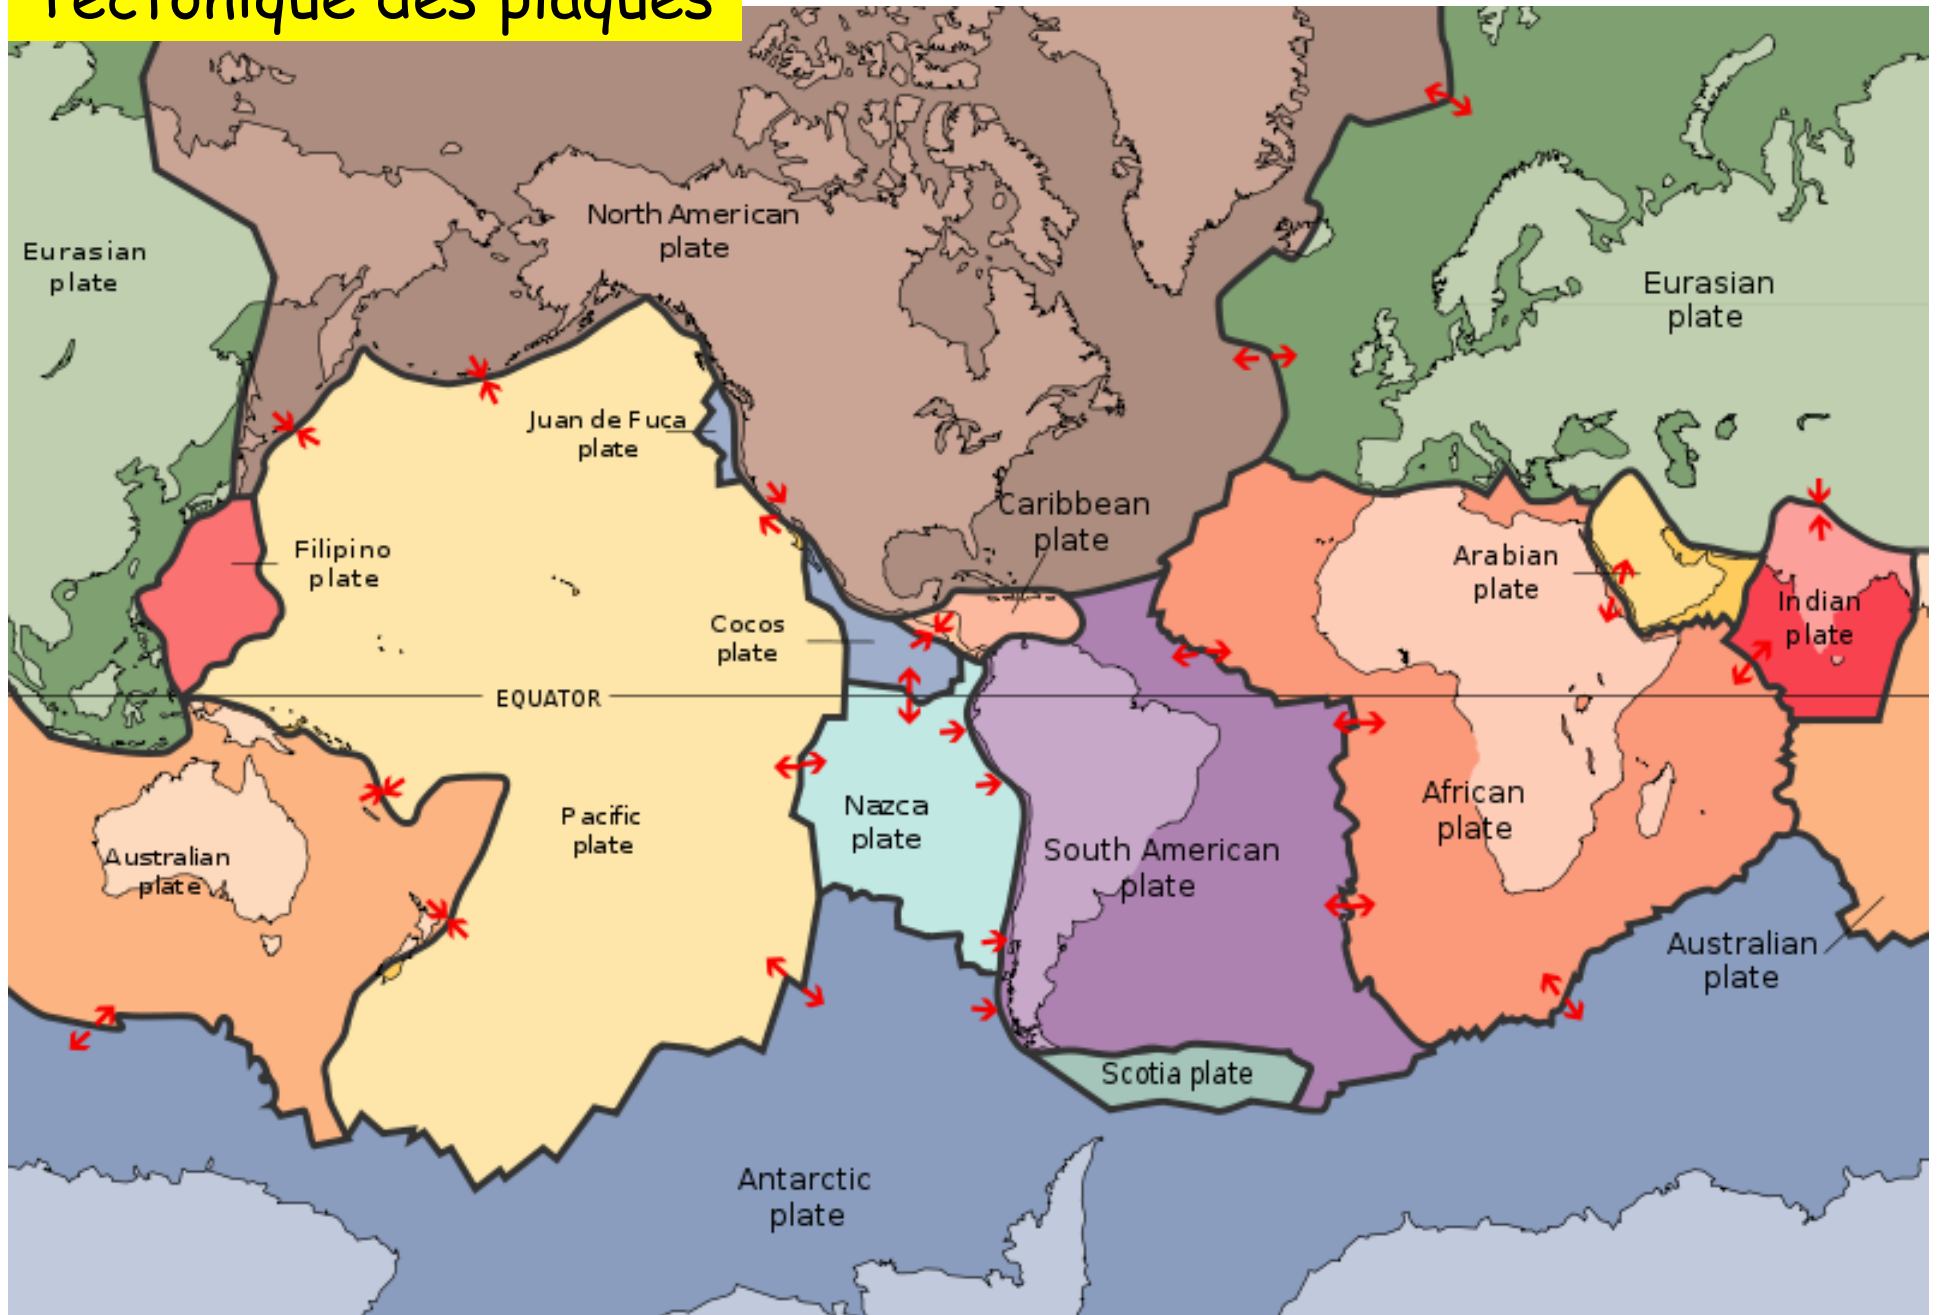 Tectonique des plaques
North American
plate
Eurasian
plate
Eurasian
plate
Juan de Fuca
plate
Caribbean
plate
Filipino
plate
Arabian
plate
Indian
plate
Cocos
plate
EQUATOR
Pacific
plate
Nazca
plate
African
plate
Australian
plate
South American
plate
Australian
plate
Scotia plate
Antarctic
plate